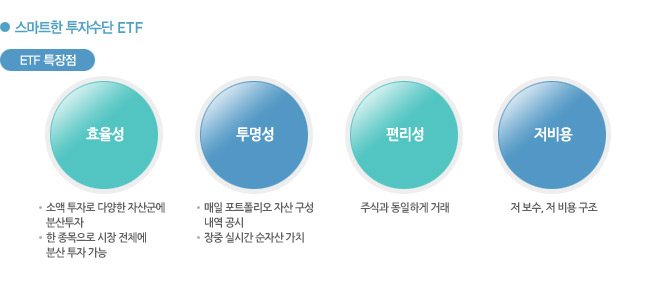 스마트한 투자수단 ETF
ETF 특장점
효율성
투명성
편리성
저비용
• 소액 투자로 다양한 자산군에
분산투자
• 한 종목으로 시장 전체에
분산 투자 가능
• 매일 포트폴리오 자산 구성
내역 공시
• 장중 실시간 순자산 가치
주식과 동일하게 거래
저 보수, 저 비용 구조